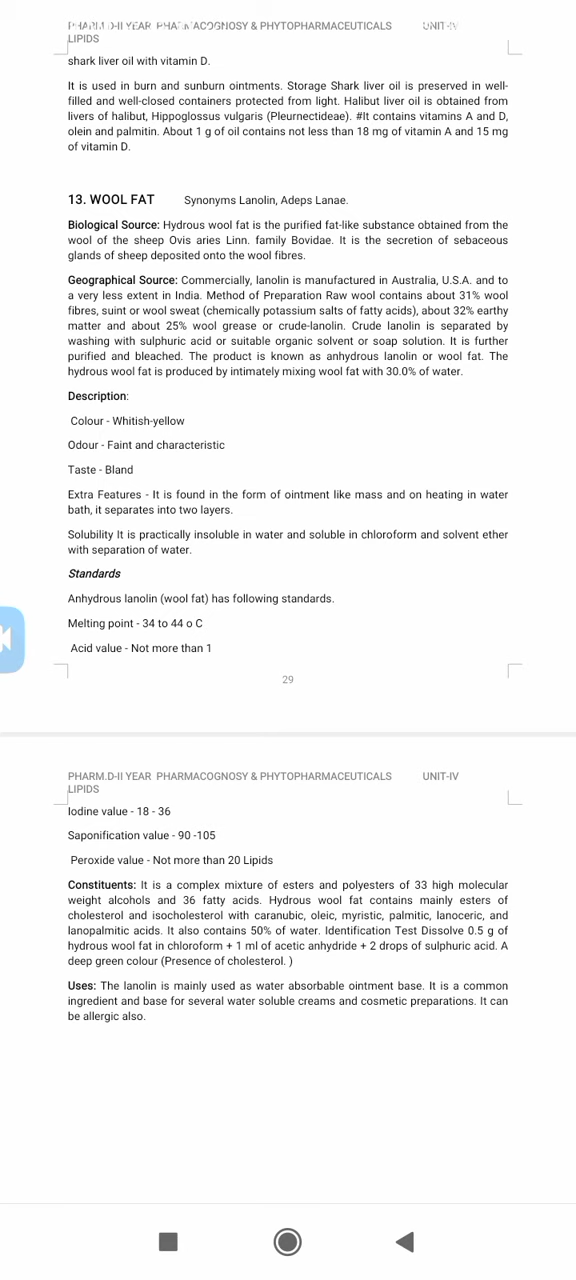 PHARM.D-II YEAR PHARMACOGNOSY & PHYTOPHARMACEUTICALS UNIT-IV
LIPIDS
shark liver oil with vitamin D.
It is used in burn and sunburn ointments. Storage Shark liver oil is preserved in well-
filled and well-closed containers protected from light. Halibut liver oil is obtained from
livers of halibut, Hippoglossus vulgaris (Pleurnectideae). #It contains vitamins A and D,
olein and palmitin. About 1 g of oil contains not less than 18 mg of vitamin A and 15 mg
of vitamin D.
13. WOOL FAT Synonyms Lanolin, Adeps Lanae.
Biological Source: Hydrous wool fat is the purified fat-like substance obtained from the
wool of the sheep Ovis aries Linn. family Bovidae. It is the secretion of sebaceous
glands of sheep deposited onto the wool fibres.
Geographical Source: Commercially, lanolin is manufactured in Australia, U.S.A. and to
a very less extent in India. Method of Preparation Raw wool contains about 31% wool
fibres, suint or wool sweat (chemically potassium salts of fatty acids), about 32% earthy
matter and about 25% wool grease or crude-lanolin. Crude lanolin is separated by
washing with sulphuric acid or suitable organic solvent or soap solution. It is further
purified and bleached. The product is known as anhydrous lanolin or wool fat. The
hydrous wool fat is produced by intimately mixing wool fat with 30.0% of water.
Description:
Colour - Whitish-yellow
Odour - Faint and characteristic
Taste - Bland
Extra Features - It is found in the form of ointment like mass and on heating in water
bath, it separates into two layers.
Solubility It is practically insoluble in water and soluble in chloroform and solvent ether
with separation of water.
Standards
Anhydrous lanolin (wool fat) has following standards.
Melting point - 34 to 44 o C
Acid value - Not more than 1
29
PHARM.D-II YEAR PHARMACOGNOSY & PHYTOPHARMACEUTICALS UNIT-IV
LIPIDS
Iodine value - 18 - 36
Saponification value - 90 -105
Peroxide value - Not more than 20 Lipids
Constituents: It is a complex mixture of esters and polyesters of 33 high molecular
weight alcohols and 36 fatty acids. Hydrous wool fat contains mainly esters of
cholesterol and isocholesterol with caranubic, oleic, myristic, palmitic, lanoceric, and
lanopalmitic acids. It also contains 50% of water. Identification Test Dissolve 0.5 g of
hydrous wool fat in chloroform + 1 ml of acetic anhydride + 2 drops of sulphuric acid. A
deep green colour (Presence of cholesterol. )
Uses: The lanolin is mainly used as water absorbable ointment base. It is a common
ingredient and base for several water soluble creams and cosmetic preparations. It can
be allergic also.